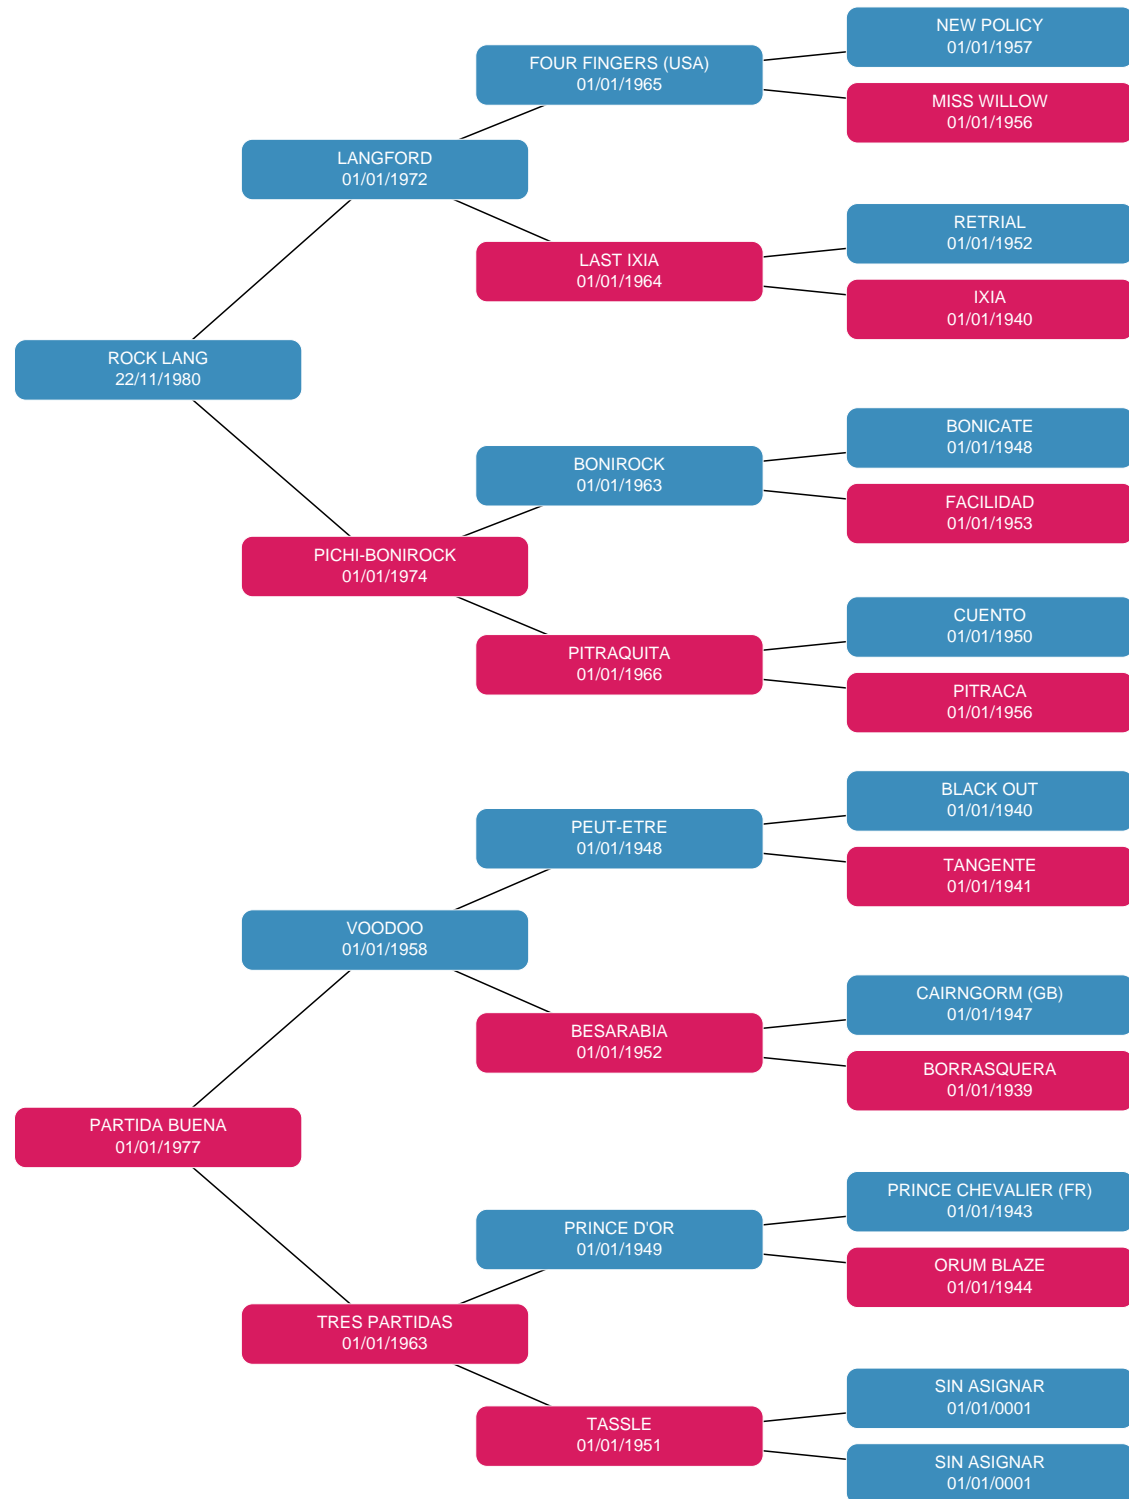 NEW POLICY
01/01/1957
FOUR FINGERS (USA)
01/01/1965
MISS WILLOW
01/01/1956
LANGFORD
01/01/1972
RETRIAL
01/01/1952
LAST IXIA
01/01/1964
IXIA
01/01/1940
ROCK LANG
22/11/1980
BONICATE
01/01/1948
BONIROCK
01/01/1963
FACILIDAD
01/01/1953
PICHI-BONIROCK
01/01/1974
CUENTO
01/01/1950
PITRAQUITA
01/01/1966
PITRACA
01/01/1956
BLACK OUT
01/01/1940
PEUT-ETRE
01/01/1948
TANGENTE
01/01/1941
VOODOO
01/01/1958
CAIRNGORM (GB)
01/01/1947
BESARABIA
01/01/1952
BORRASQUERA
01/01/1939
PARTIDA BUENA
01/01/1977
PRINCE CHEVALIER (FR)
01/01/1943
PRINCE D'OR
01/01/1949
ORUM BLAZE
01/01/1944
TRES PARTIDAS
01/01/1963
SIN ASIGNAR
01/01/0001
TASSLE
01/01/1951
SIN ASIGNAR
01/01/0001